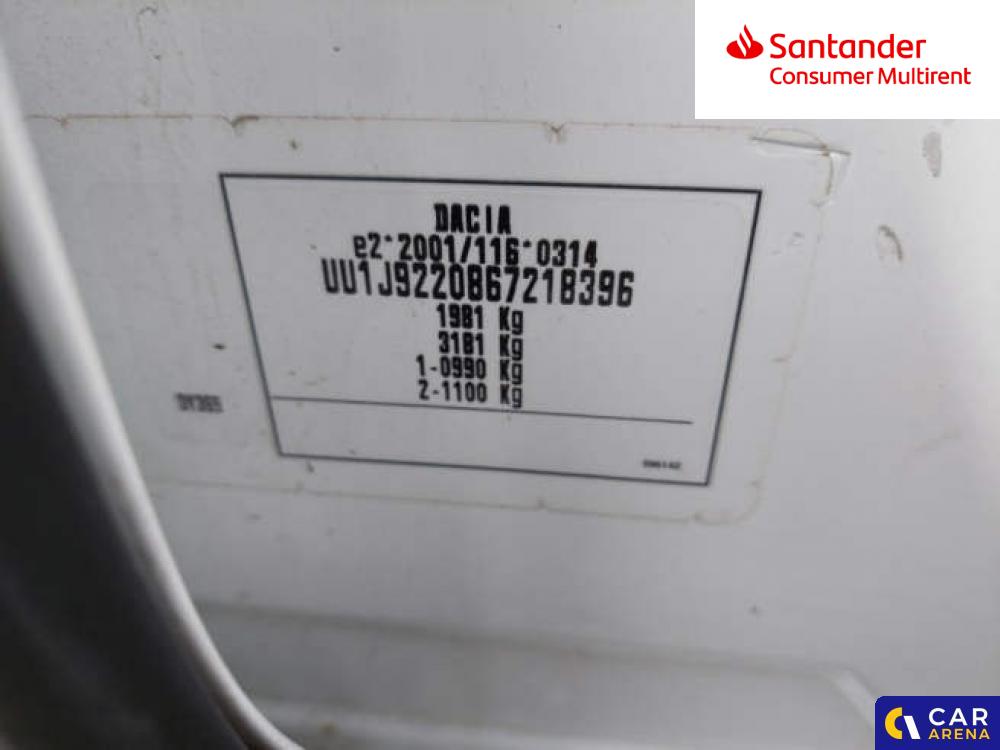 Santander
Consumer Multirent
DACIA
e2*2001/116*0314
UU1J9220867218396
1981 Kg
3181 Kg
1-0990 Kg
2-1100 Kg
CAR
ARENA